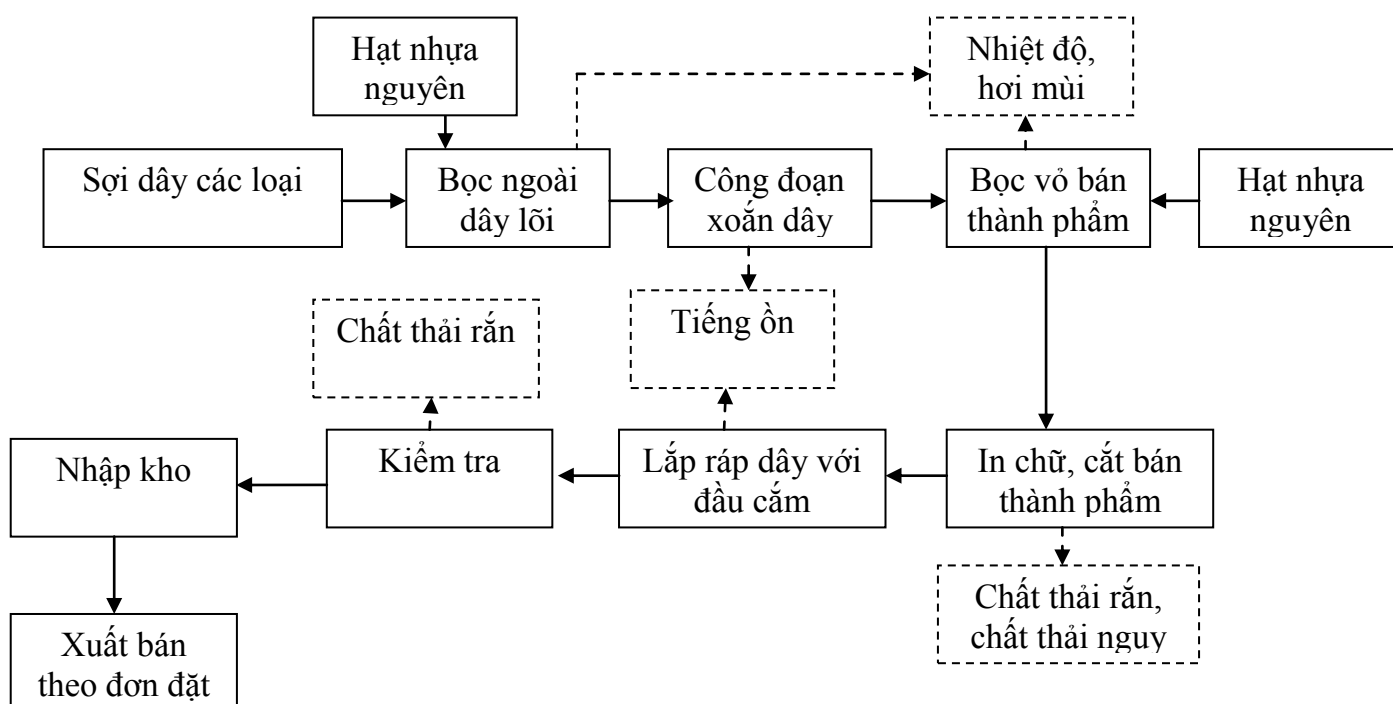 Hạt nhựa
nguyên
Nhiệt độ,
hơi mùi
Sợi dây các loại
Bọc ngoài
dây lõi
Công đoạn
xoắn dây
Bọc vỏ bán
thành phẩm
Hạt nhựa
nguyên
Chất thải rắn
Tiếng ồn
Nhập kho
Kiểm tra
Lắp ráp dây với
đầu cắm
In chữ, cắt bán
thành phẩm
Xuất bán
theo đơn đặt
Chất thải rắn,
chất thải nguy